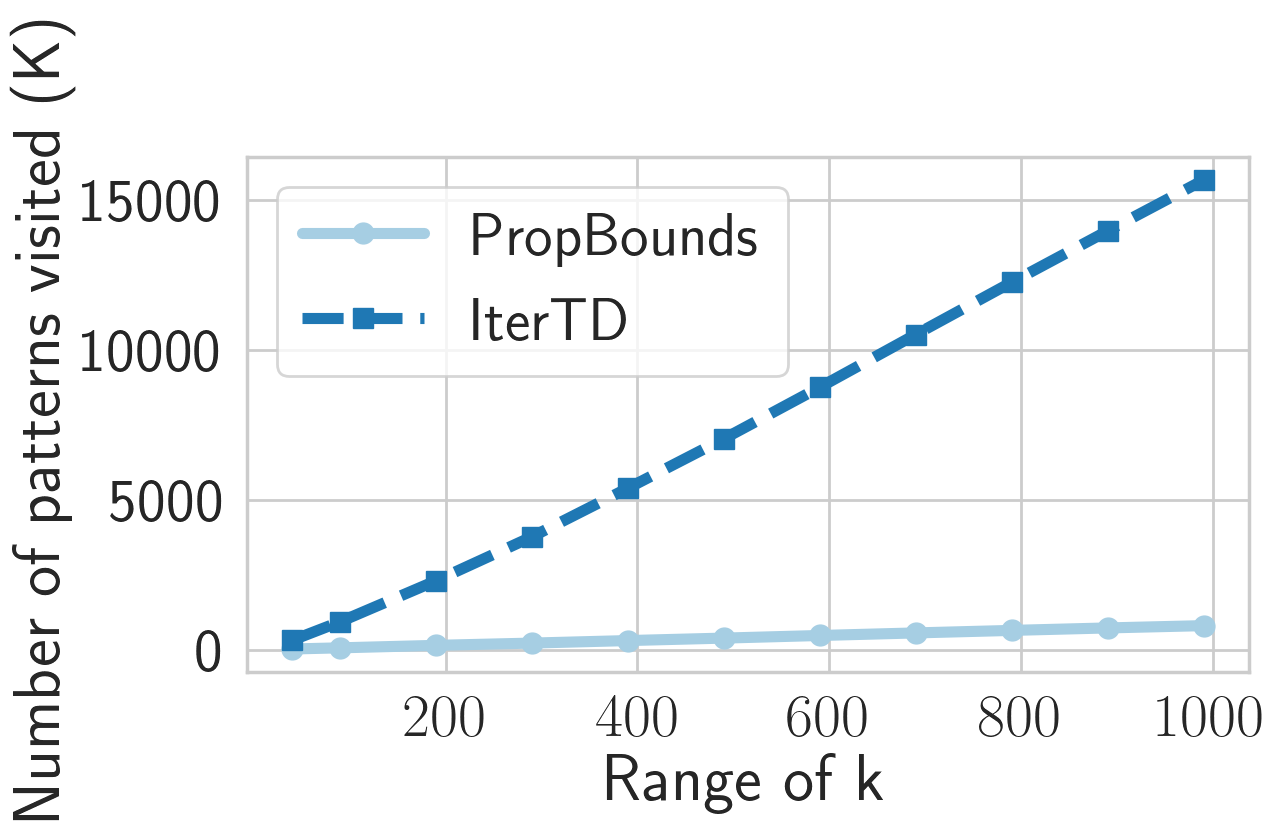 Number of patterns visited (K)
15000
10000
5000
0
PropBounds
IterTD
200 400 600 800 1000
Range of k